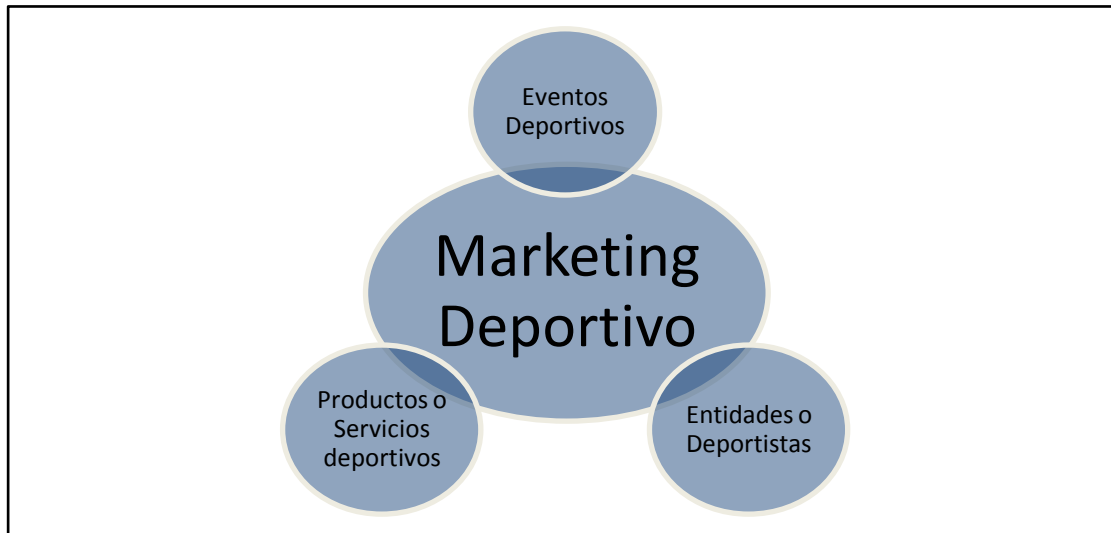 Eventos
Deportivos
Marketing
Deportivo
Productos o
Servicios
deportivos
Entidades o
Deportistas